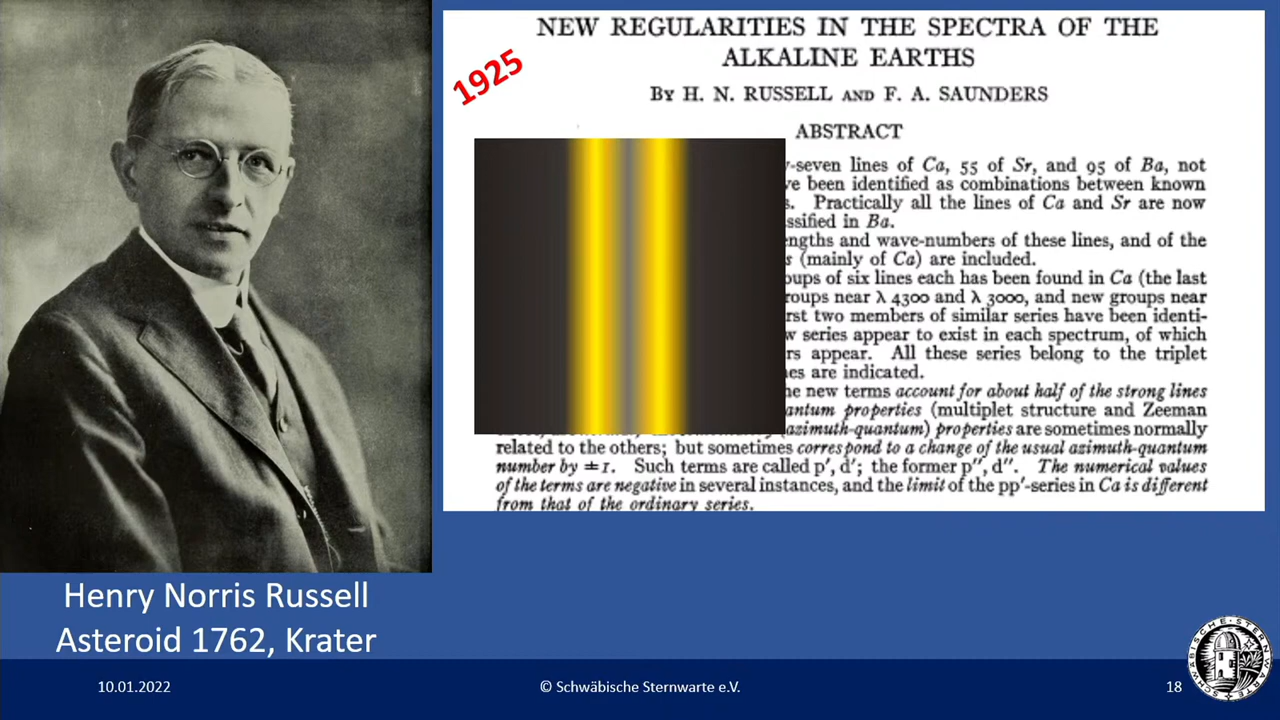 NEW REGULARITIES IN THE SPECTRA OF THE
ALKALINE EARTHS
1925
By H. N. RUSSELL AND F. A. SAUNDERS
ABSTRACT
-seven lines of Ca, 55 of Sr, and 95 of Ba, not
ve been identified as combinations between known
s. Practically all the lines of Ca and Sr are now
ssified in Ba.
engths and wave-numbers of these lines, and of the
s (mainly of Ca) are included.
oups of six lines each has been found in Ca (the last
roups near λ 4300 and λ 3000, and new groups near
rst two members of similar series have been identi-
w series appear to exist in each spectrum, of which
rs appear. All these series belong to the triplet
nes are indicated.
he new terms account for about half of the strong lines
antum properties (multiplet structure and Zeeman
(azimuth-quantum) properties are sometimes normally
related to the others; but sometimes correspond to a change of the usual azimuth-quantum
number by ±1. Such terms are called p′, d′; the former p″, d″. The numerical values
of the terms are negative in several instances, and the limit of the pp′-series in Ca is different
from that of the ordinary series.
Henry Norris Russell
Asteroid 1762, Krater
10.01.2022
© Schwäbische Sternwarte e.V.
18
SCHWÄBISCHE STERNWARTE